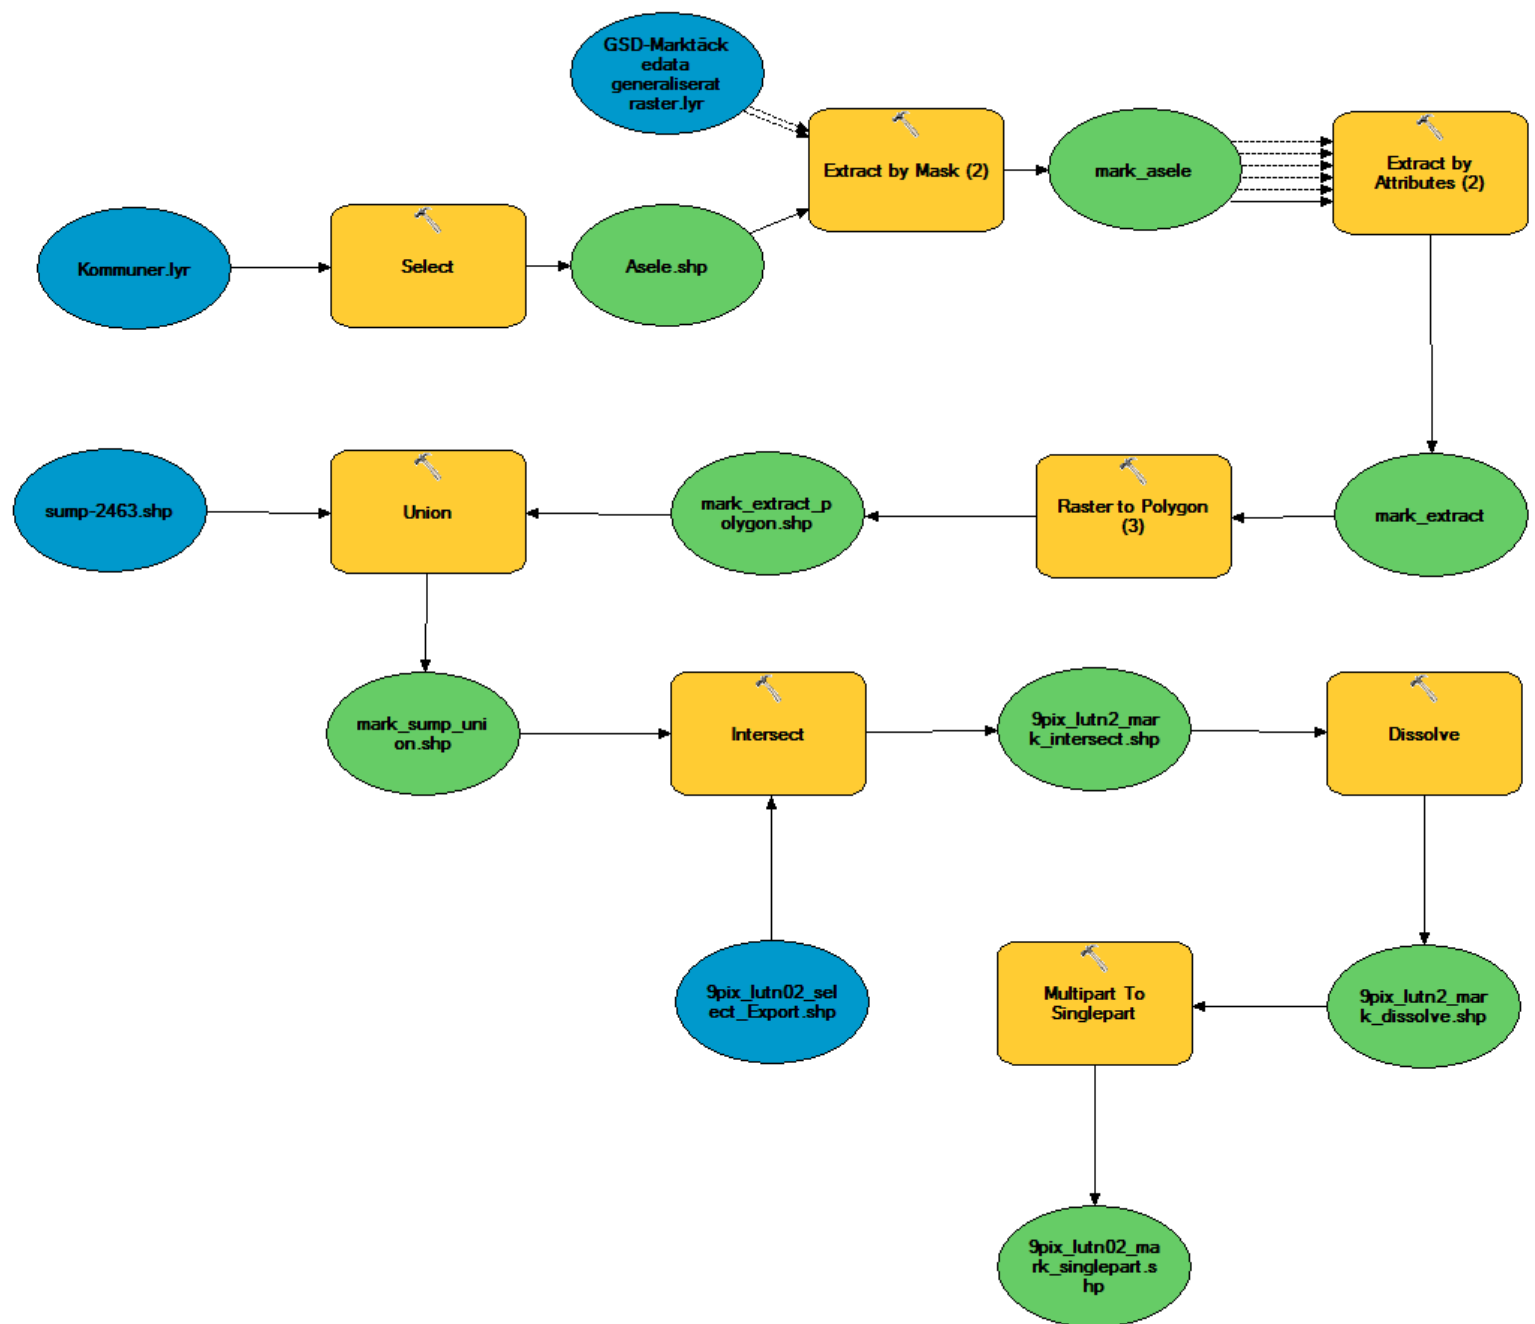 GSD-Marktäck
edata
generaliserat
raster.lyr
Extract by Mask (2)
mark_asele
Extract by
Attributes (2)
Kommuner.lyr
Select
Asele.shp
sump-2463.shp
Union
mark_extract_p
olygon.shp
Raster to Polygon
(3)
mark_extract
mark_sump_uni
on.shp
Intersect
9pix_lutn2_mar
k_intersect.shp
Dissolve
9pix_lutn02_sel
ect_Export.shp
Multipart To
Singlepart
9pix_lutn2_mar
k_dissolve.shp
9pix_lutn02_ma
rk_singlepart.s
hp